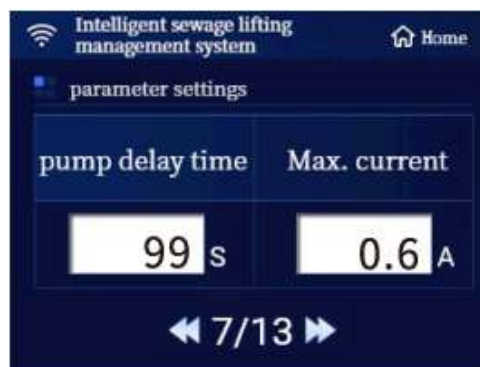 Intelligent sewage lifting
management system
Home
parameter settings
pump delay time
Max. current
99 S
0.6 A
7/13